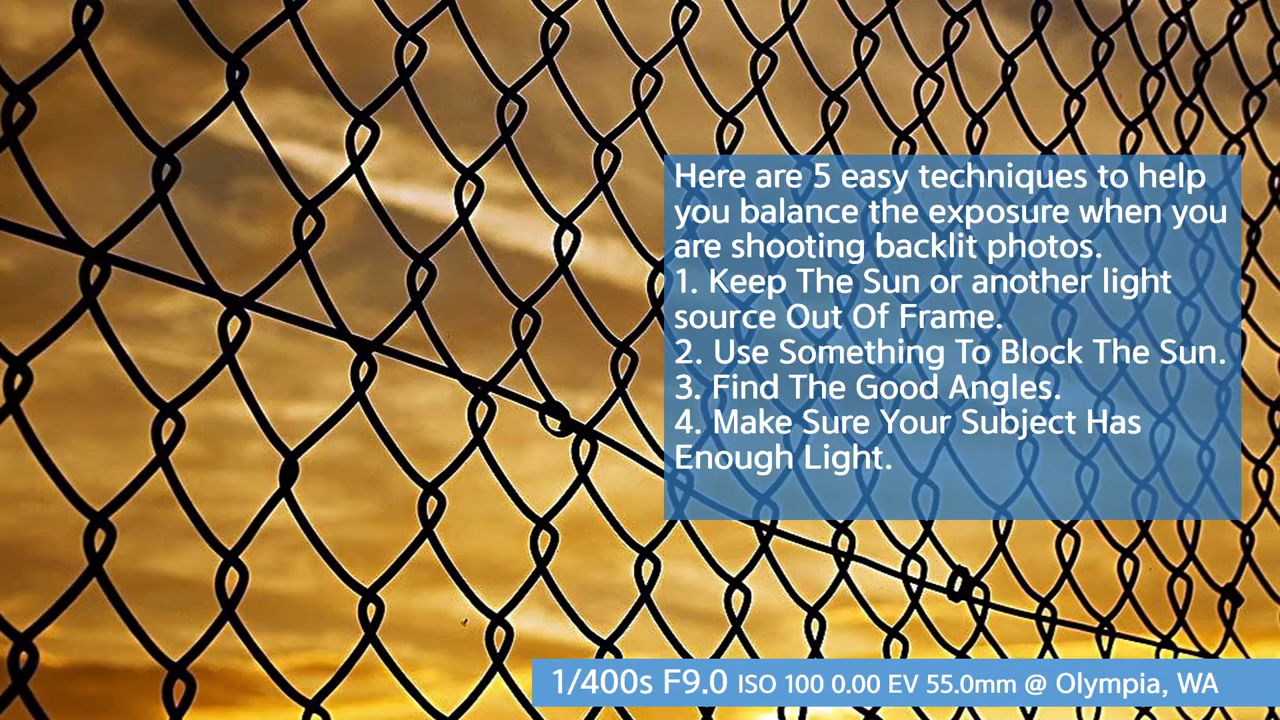 Here are 5 easy techniques to help
you balance the exposure when you
are shooting backlit photos.
1. Keep The Sun or another light
source Out Of Frame.
2. Use Something To Block The Sun.
3. Find The Good Angles.
4. Make Sure Your Subject Has
Enough Light.
1/400s F9.0 ISO 100 0.00 EV 55.0mm @ Olympia, WA